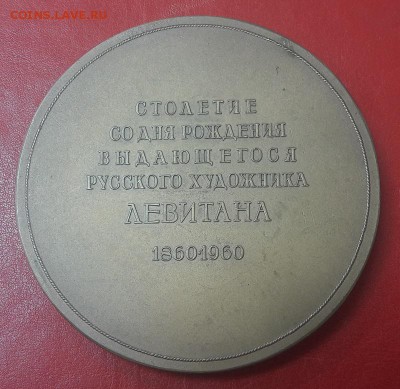 COINS.LAVE.RU
СТОЛЕТИЕ
СО ДНЯ РОЖДЕНИЯ
ВЫДАЮЩЕГОСЯ
РУССКОГО ХУДОЖНИКА
ЛЕВИТАНА
1860-1960